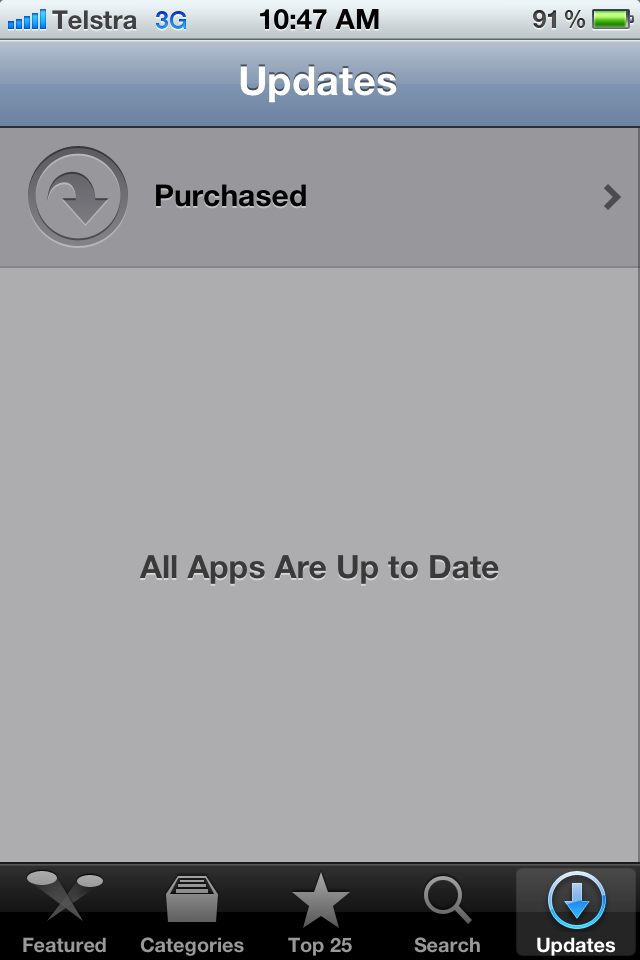 Telstra 3G 10:47 AM 91 %
Updates
Purchased
All Apps Are Up to Date
Featured Categories Top 25 Search Updates